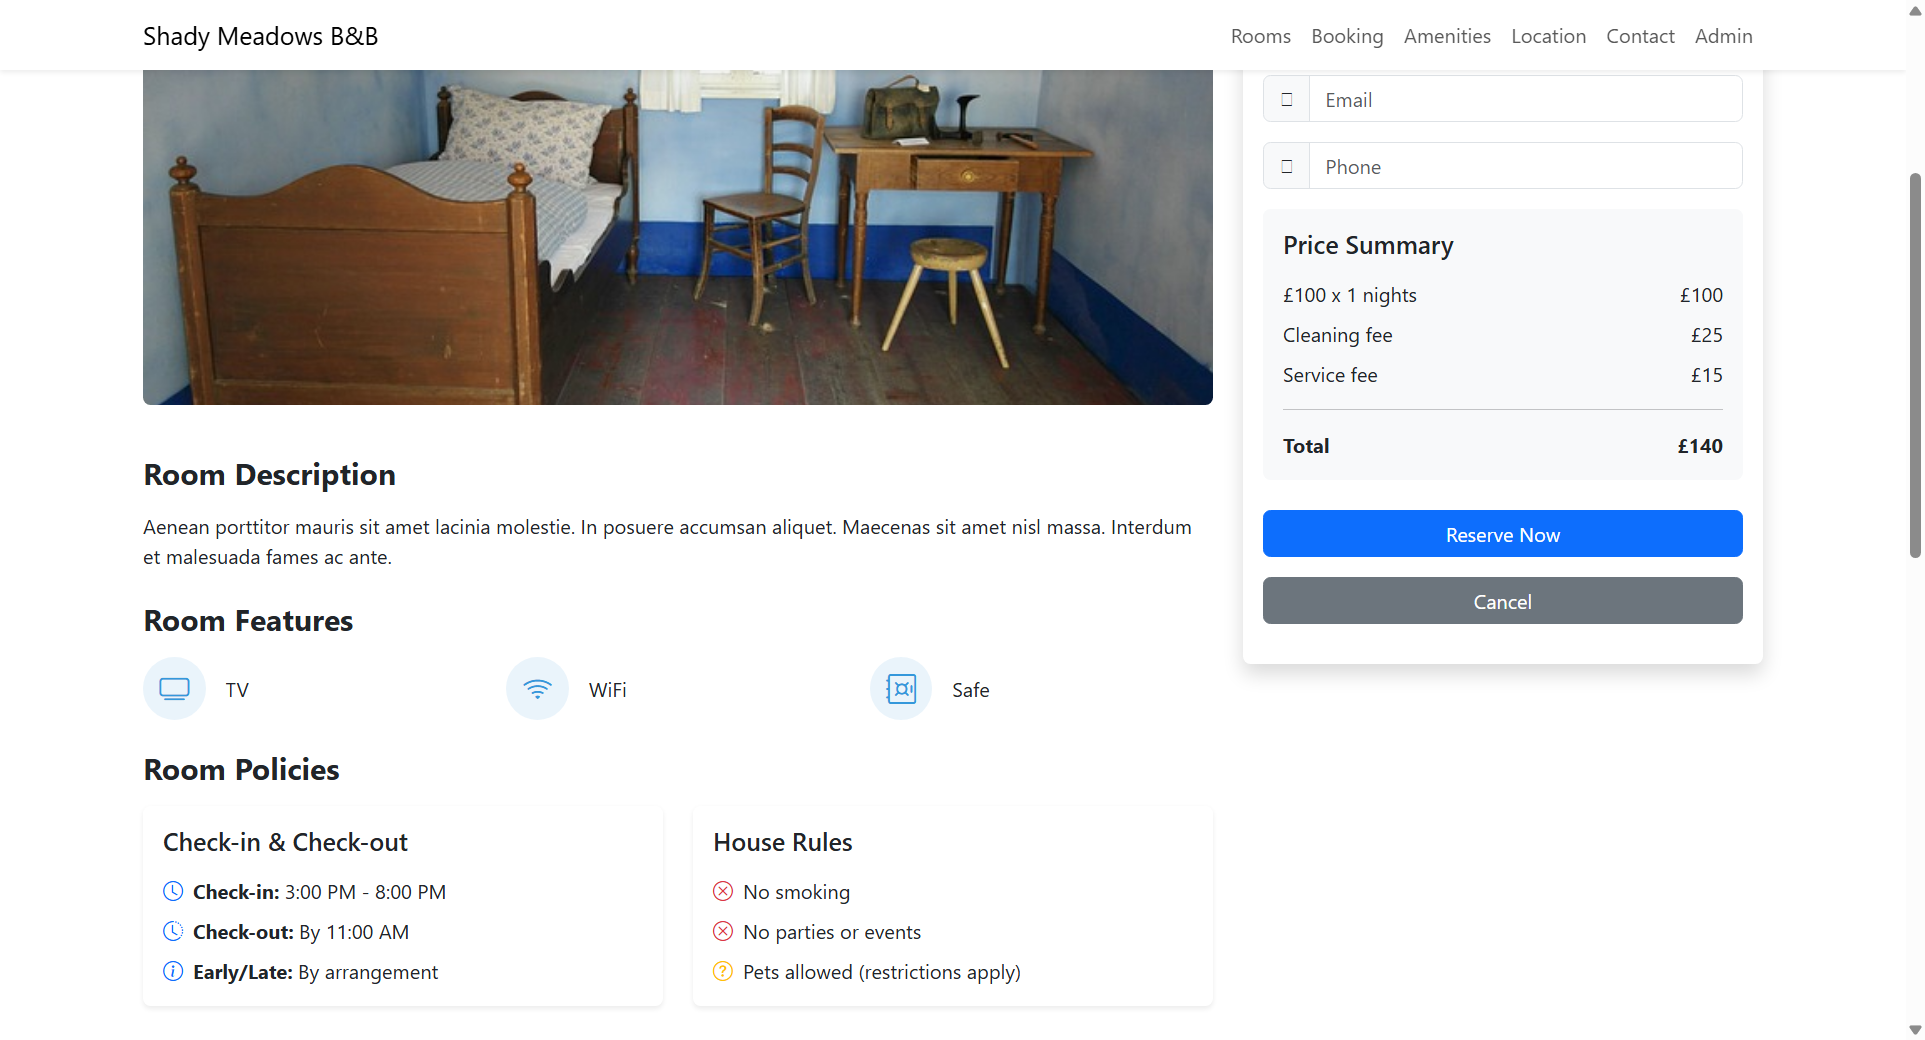 Shady Meadows B&B
Rooms Booking Amenities Location Contact Admin
Email
Phone
Price Summary
£100 x 1 nights £100
Cleaning fee £25
Service fee £15
Total £140
Reserve Now
Cancel
Room Description
Aenean porttitor mauris sit amet lacinia molestie. In posuere accumsan aliquet. Maecenas sit amet nisl massa. Interdum
et malesuada fames ac ante.
Room Features
TV WiFi Safe
Room Policies
Check-in & Check-out
Check-in: 3:00 PM - 8:00 PM
Check-out: By 11:00 AM
Early/Late: By arrangement
House Rules
No smoking
No parties or events
Pets allowed (restrictions apply)